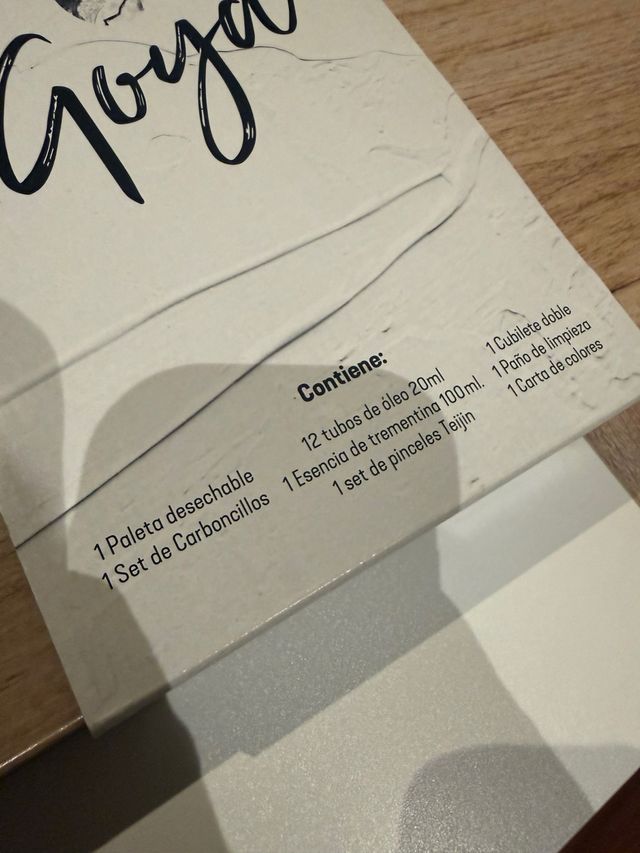 Goya
Contiene:
1 Paleta desechable
1 Set de Carboncillos
12 tubos de óleo 20ml
1 Esencia de trementina 100ml.
1 set de pinceles Teijin
1 Cubilete doble
1 Paño de limpieza
1 Carta de colores